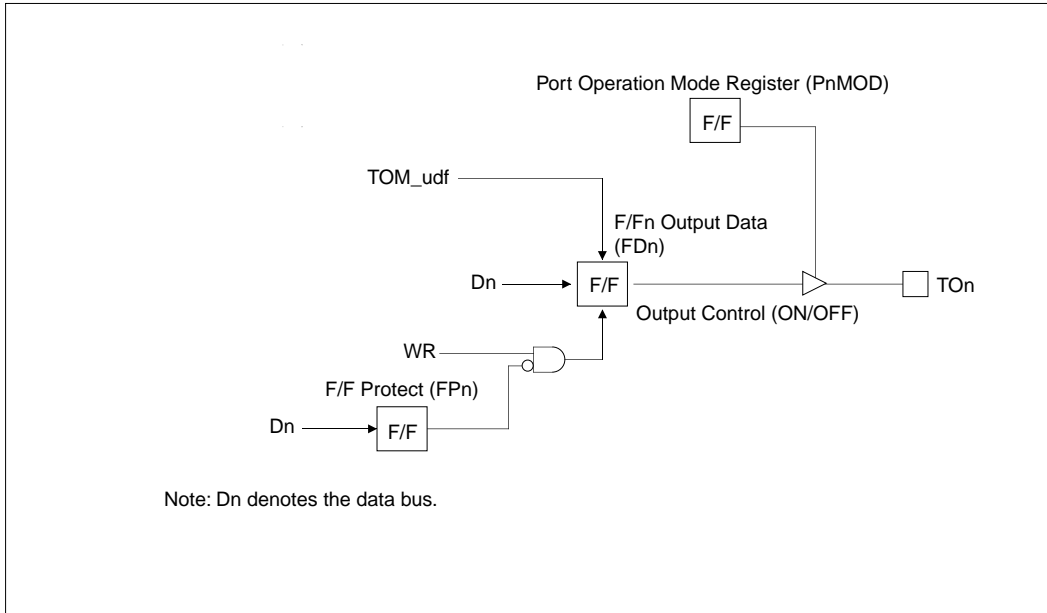 Port Operation Mode Register (PnMOD)
F/F
TOM_udf
F/Fn Output Data
(FDn)
Dn
F/F
TOn
Output Control (ON/OFF)
WR
F/F Protect (FPn)
Dn
F/F
Note: Dn denotes the data bus.